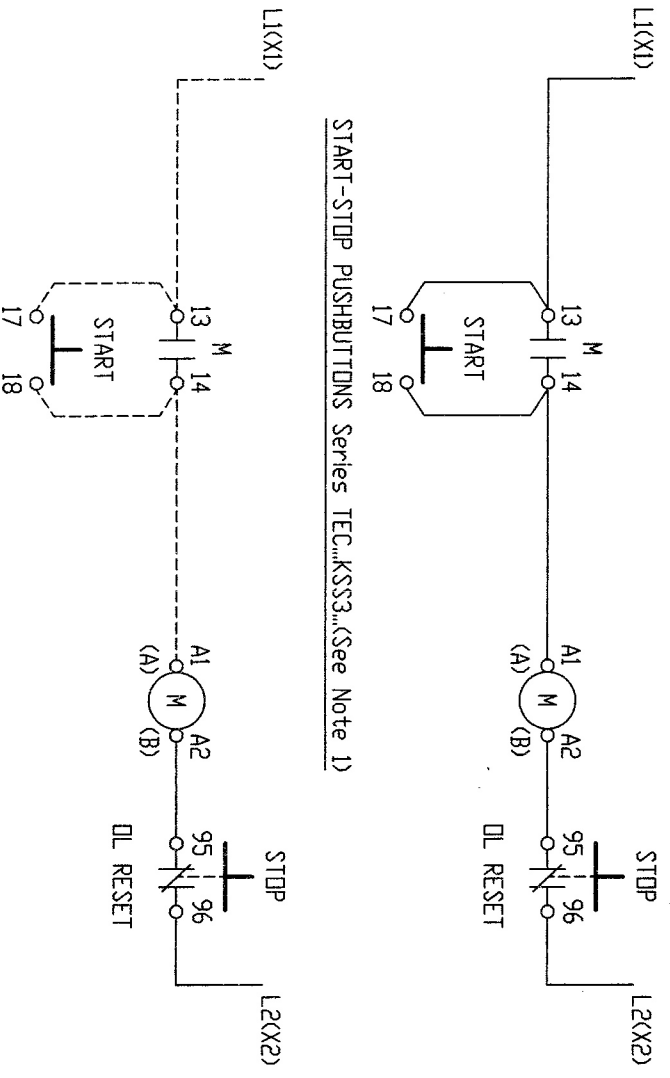 L1(X1)
L2(X2)
13
M
14
A1
A2
STOP
(A)
M
(B)
95
96
START
OL RESET
17
18
START-STOP PUSHBUTTONS Series TEC...KSS3...(See Note 1)
L1(X1)
L2(X2)
13
M
14
A1
A2
STOP
(A)
M
(B)
95
96
START
OL RESET
17
18